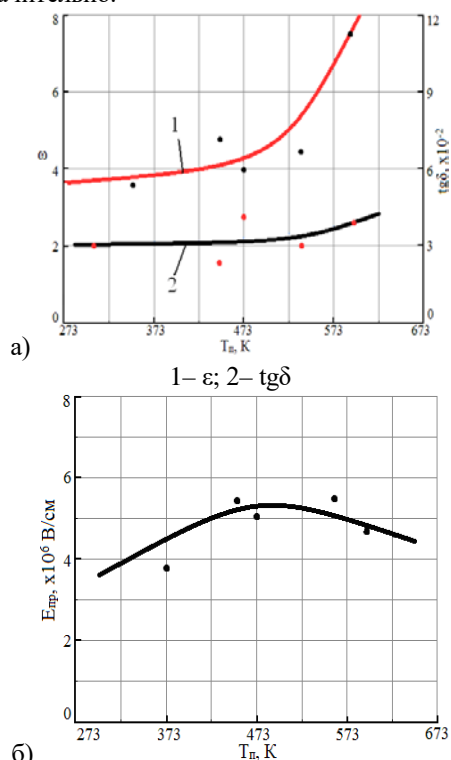 ачительно.
8 12
6 9
ω 4 6 tgδ, x10⁻²
2 3
0 0
1
2
273 373 473 573 673
Tп, K
а)
1– ε; 2– tgδ
8
6
Eпр, x10⁶ В/см
4
2
0
273 373 473 573 673
Tп, K
б)